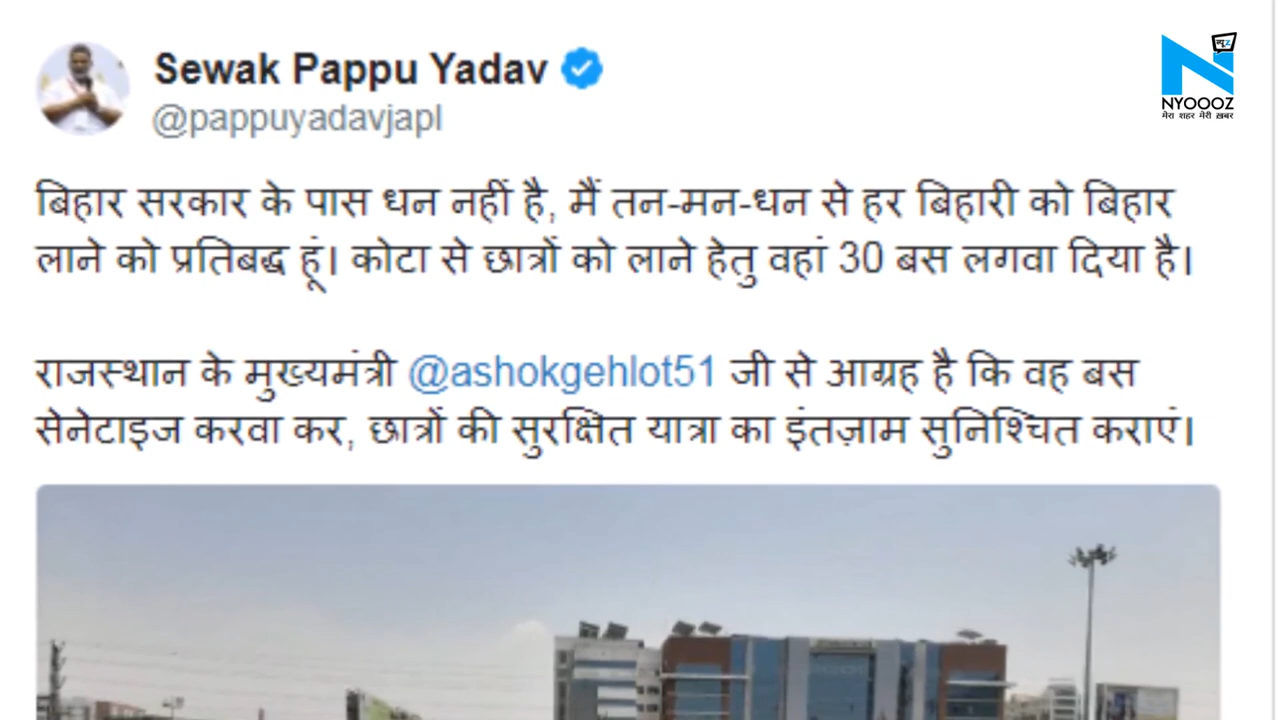 Sewak Pappu Yadav
@pappuyadavjapl
न्यूज़
NYOOOZ
मेरा शहर मेरी ख़बर
बिहार सरकार के पास धन नहीं है, मैं तन-मन-धन से हर बिहारी को बिहार
लाने को प्रतिबद्ध हूं। कोटा से छात्रों को लाने हेतु वहां 30 बस लगवा दिया है।
राजस्थान के मुख्यमंत्री @ashokgehlot51 जी से आग्रह है कि वह बस
सेनेटाइज करवा कर, छात्रों की सुरक्षित यात्रा का इंतज़ाम सुनिश्चित कराएं।